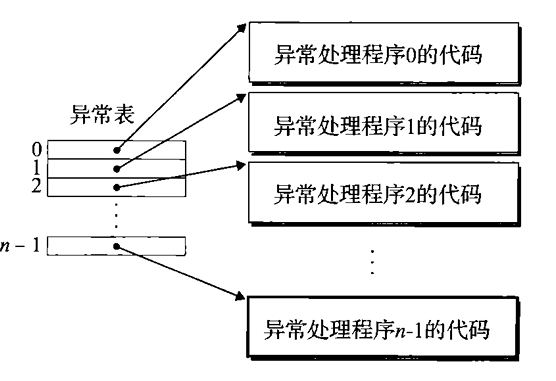 异常处理程序0的代码
异常表
0
异常处理程序1的代码
1
2
异常处理程序2的代码
n – 1
异常处理程序n-1的代码